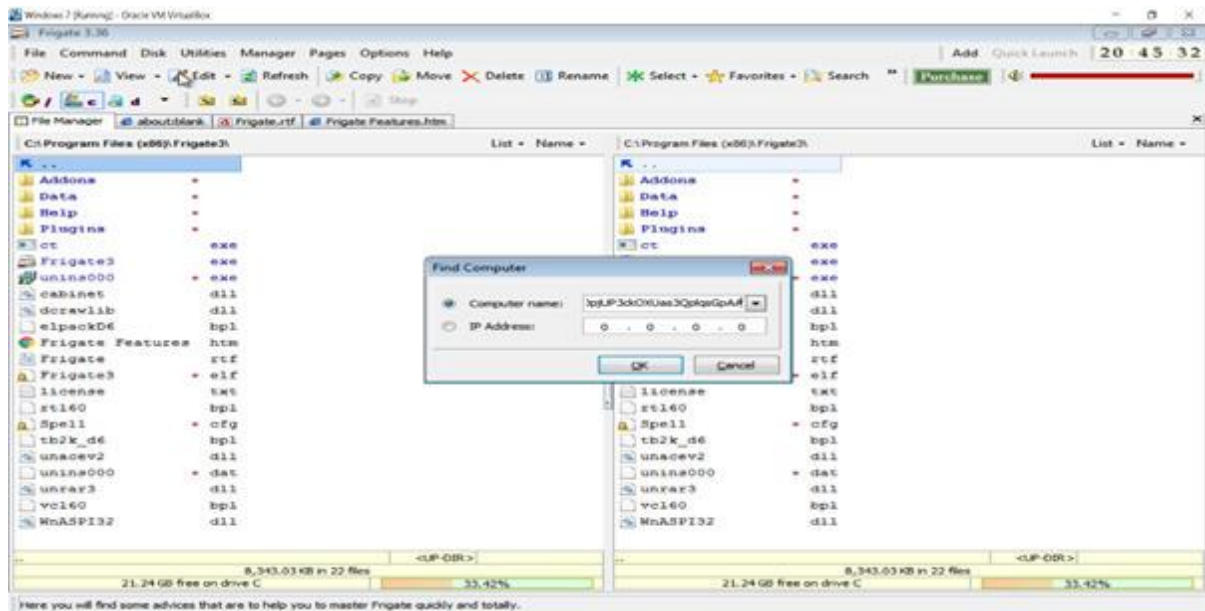 Windows 7 [Running] - Oracle VM VirtualBox
Frigate 3.36
File Command Disk Utilities Manager Pages Options Help Add Quick Launch 20 45 32
New View Edit Refresh Copy Move Delete Rename Select Favorites Search " Purchase
/ c d Stop
File Manager about:blank Frigate.rtf Frigate Features.htm
C:\Program Files (x86)\Frigate3\ List Name
..
Addons
Data
Help
Plugins
ct exe
Frigate3 exe
unins000 exe
cabinet dll
dcrawlib dll
elpackD6 bpl
Frigate Features htm
Frigate rtf
Frigate3 elf
license txt
rtl60 bpl
Spell cfg
tb2k_d6 bpl
unacev2 dll
unins000 dat
unrar3 dll
vcl60 bpl
WnASPI32 dll
..
<UP-DIR>
8,343.03 KB in 22 files
21.24 GB free on drive C 33.42%
Find Computer
Computer name:
IP Address: 0 . 0 . 0 . 0
OK Cancel
C:\Program Files (x86)\Frigate3\ List Name
..
Addons
Data
Help
Plugins
ct exe
exe
exe
dll
dll
bpl
htm
rtf
elf
license txt
rtl60 bpl
Spell cfg
tb2k_d6 bpl
unacev2 dll
unins000 dat
unrar3 dll
vcl60 bpl
WnASPI32 dll
..
<UP-DIR>
8,343.03 KB in 22 files
21.24 GB free on drive C 33.42%
Here you will find some advices that are to help you to master Frigate quickly and totally.